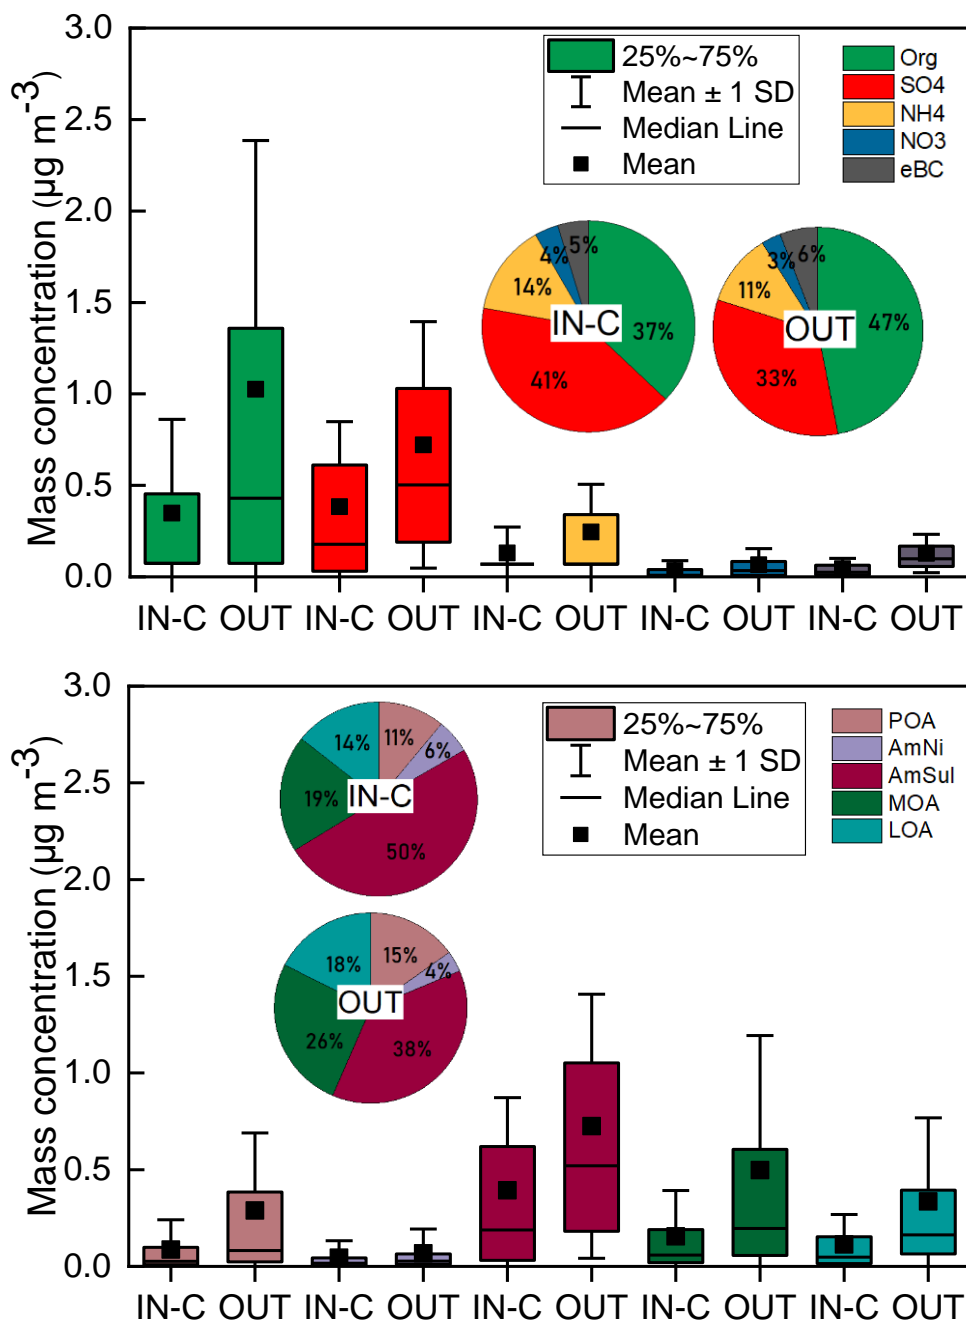 Mass concentration (μg m-3)
3.0
2.5
2.0
1.5
1.0
0.5
0.0
25%~75%
Mean ± 1 SD
Median Line
Mean
Org
SO4
NH4
NO3
eBC
4%
5%
14%
37%
41%
IN-C
3%
6%
11%
47%
33%
OUT
IN-C OUT IN-C OUT IN-C OUT IN-C OUT IN-C OUT
Mass concentration (μg m-3)
3.0
2.5
2.0
1.5
1.0
0.5
0.0
14%
11%
6%
19%
50%
IN-C
18%
15%
4%
26%
38%
OUT
25%~75%
Mean ± 1 SD
Median Line
Mean
POA
AmNi
AmSul
MOA
LOA
IN-C OUT IN-C OUT IN-C OUT IN-C OUT IN-C OUT